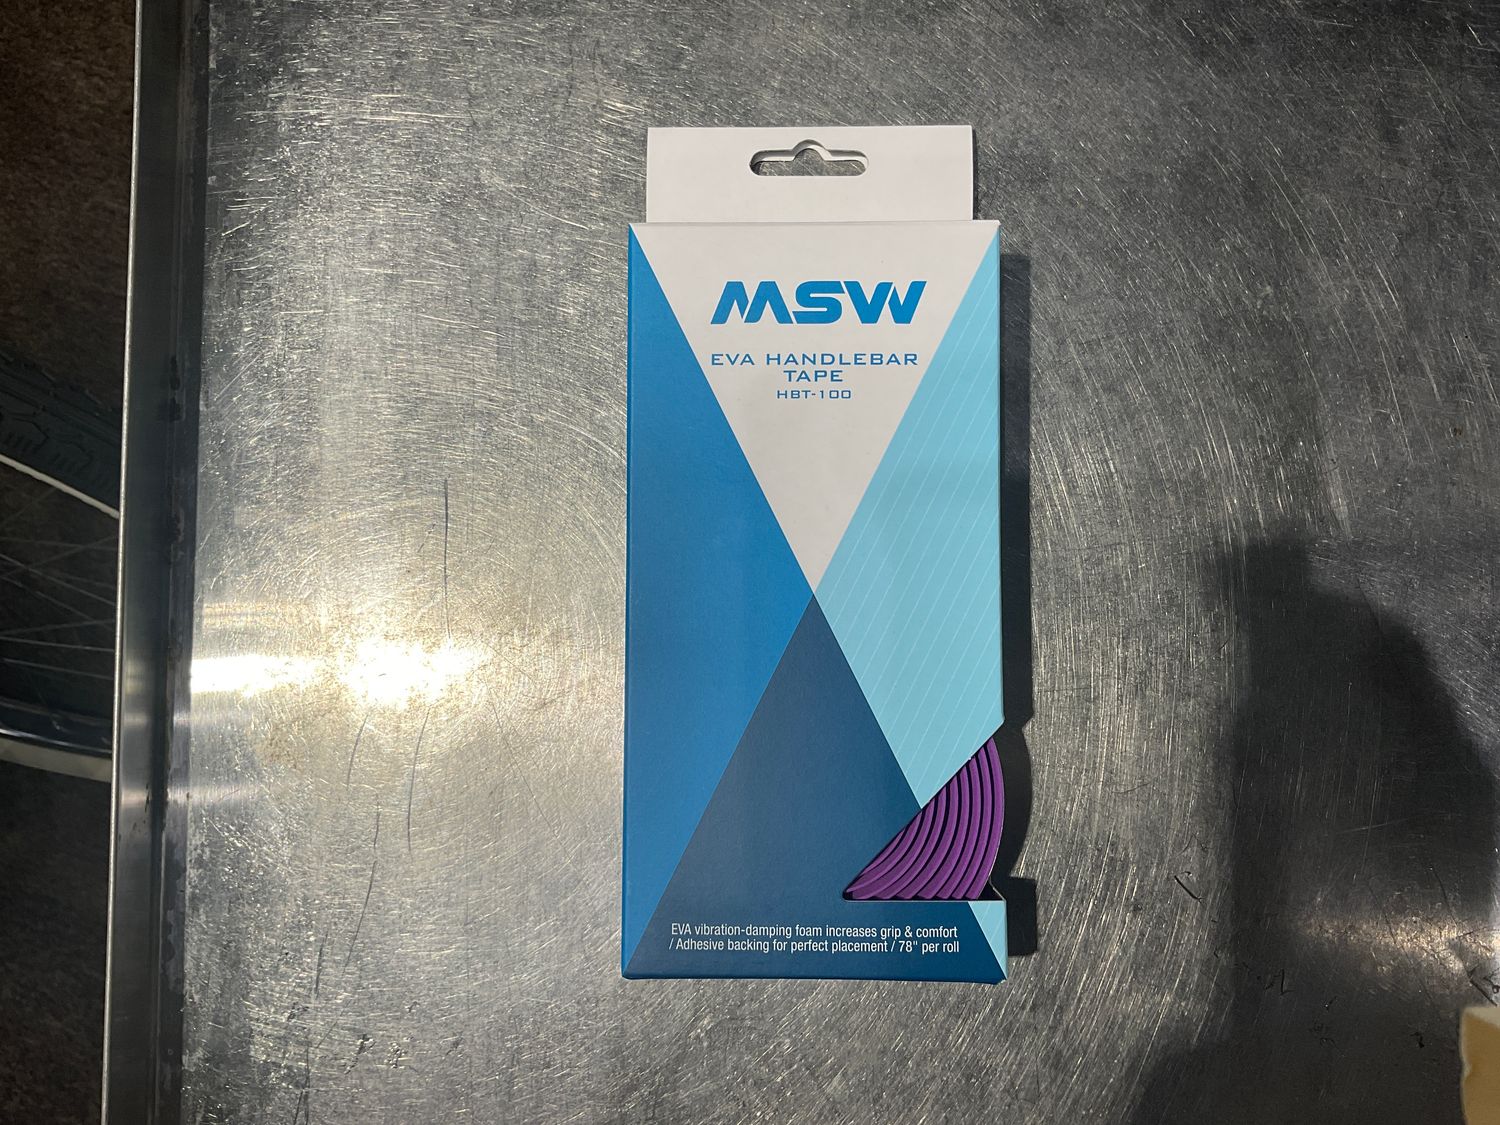 MSW
EVA HANDLEBAR
TAPE
HBT-100
EVA vibration-damping foam increases grip & comfort
/ Adhesive backing for perfect placement / 78" per roll